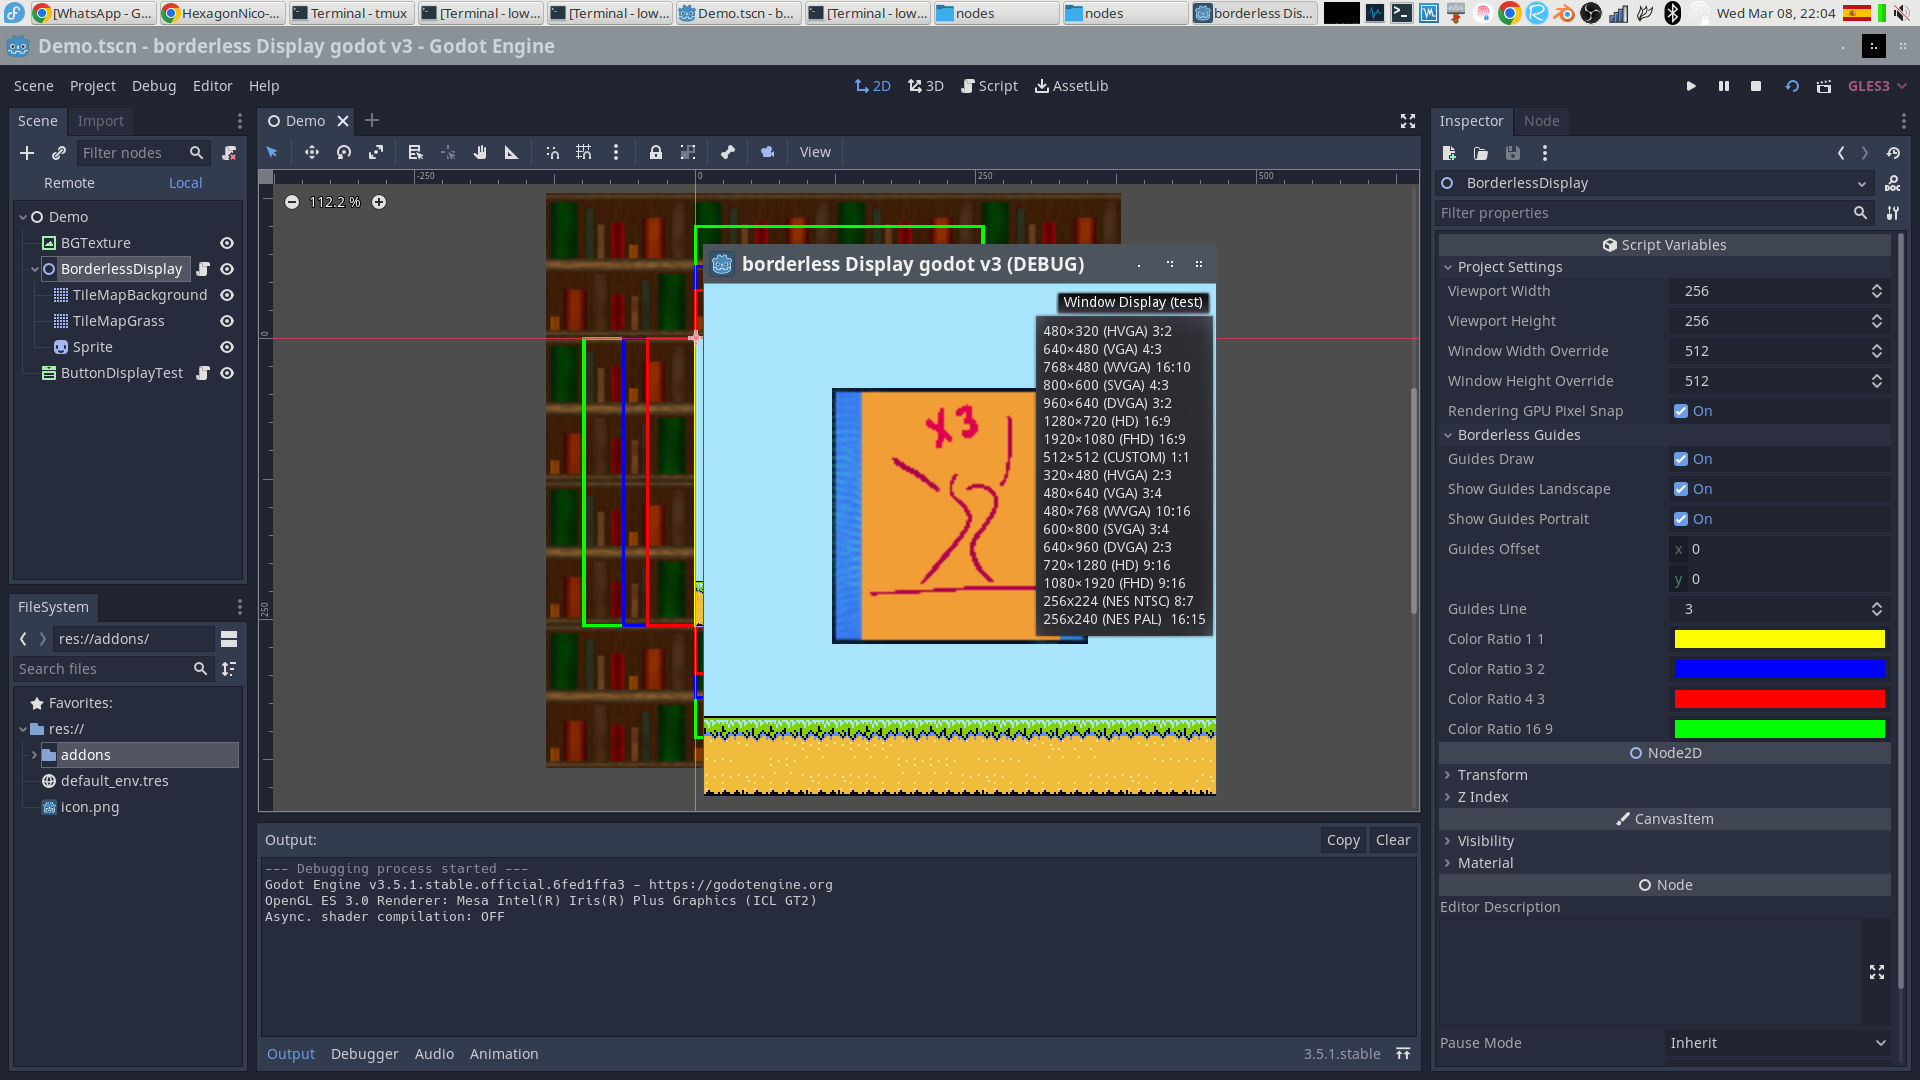 [WhatsApp - G...
HexagonNico-...
Terminal - tmux
[Terminal - low...
[Terminal - low...
Demo.tscn - b...
[Terminal - low...
nodes
nodes
borderless Dis...
Wed Mar 08, 22:04
Demo.tscn - borderless Display godot v3 - Godot Engine
Scene Project Debug Editor Help
2D 3D Script AssetLib
GLES3
Scene Import
Filter nodes
Remote Local
Demo
BGTexture
BorderlessDisplay
TileMapBackground
TileMapGrass
Sprite
ButtonDisplayTest
FileSystem
res://addons/
Search files
Favorites:
res://
addons
default_env.tres
icon.png
Demo
View
-250 0 250 500
0
250
112.2 %
borderless Display godot v3 (DEBUG)
Window Display (test)
480×320 (HVGA) 3:2
640×480 (VGA) 4:3
768×480 (WVGA) 16:10
800×600 (SVGA) 4:3
960×640 (DVGA) 3:2
1280×720 (HD) 16:9
1920×1080 (FHD) 16:9
512×512 (CUSTOM) 1:1
320×480 (HVGA) 2:3
480×640 (VGA) 3:4
480×768 (WVGA) 10:16
600×800 (SVGA) 3:4
640×960 (DVGA) 2:3
720×1280 (HD) 9:16
1080×1920 (FHD) 9:16
256x224 (NES NTSC) 8:7
256x240 (NES PAL)  16:15
x3
Output:
Copy Clear
--- Debugging process started ---
Godot Engine v3.5.1.stable.official.6fed1ffa3 - https://godotengine.org
OpenGL ES 3.0 Renderer: Mesa Intel(R) Iris(R) Plus Graphics (ICL GT2)
Async. shader compilation: OFF
Output Debugger Audio Animation
3.5.1.stable
Inspector Node
BorderlessDisplay
DOC
Filter properties
Script Variables
Project Settings
Viewport Width 256
Viewport Height 256
Window Width Override 512
Window Height Override 512
Rendering GPU Pixel Snap On
Borderless Guides
Guides Draw On
Show Guides Landscape On
Show Guides Portrait On
Guides Offset x 0
y 0
Guides Line 3
Color Ratio 1 1
Color Ratio 3 2
Color Ratio 4 3
Color Ratio 16 9
Node2D
Transform
Z Index
CanvasItem
Visibility
Material
Node
Editor Description
Pause Mode Inherit